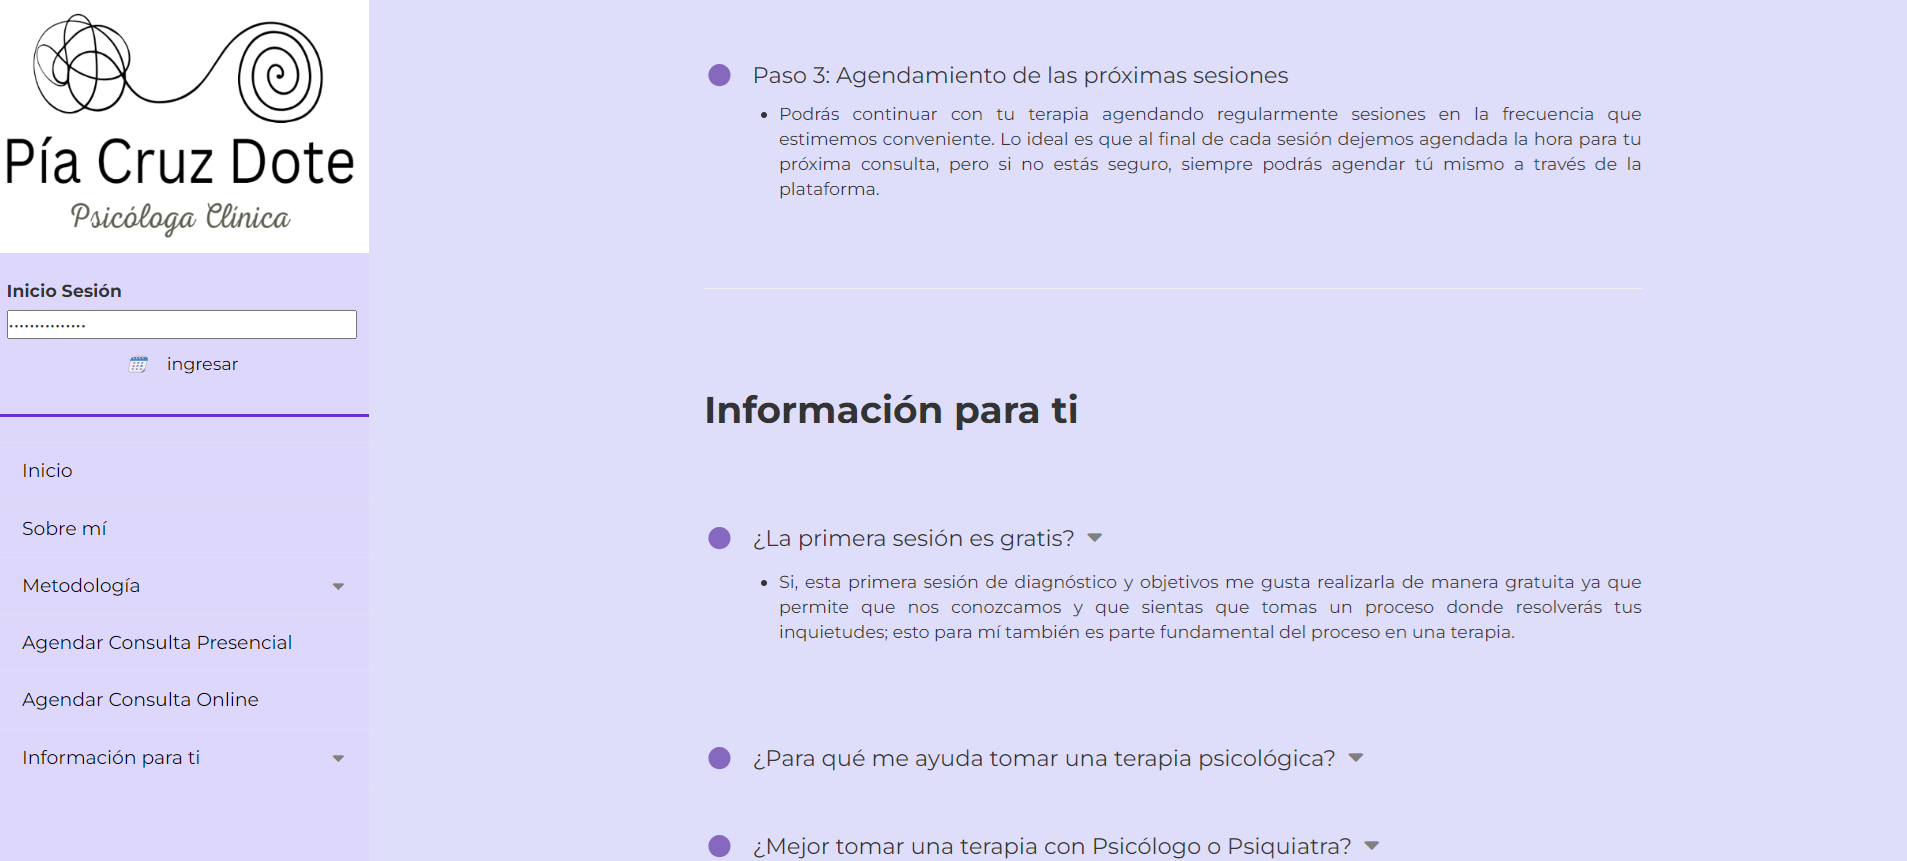 Pía Cruz Dote
Psicóloga Clínica
Inicio Sesión
...............
ingresar
Inicio
Sobre mí
Metodología
Agendar Consulta Presencial
Agendar Consulta Online
Información para ti
Paso 3: Agendamiento de las próximas sesiones
• Podrás continuar con tu terapia agendando regularmente sesiones en la frecuencia que
estimemos conveniente. Lo ideal es que al final de cada sesión dejemos agendada la hora para tu
próxima consulta, pero si no estás seguro, siempre podrás agendar tú mismo a través de la
plataforma.
Información para ti
¿La primera sesión es gratis?
• Si, esta primera sesión de diagnóstico y objetivos me gusta realizarla de manera gratuita ya que
permite que nos conozcamos y que sientas que tomas un proceso donde resolverás tus
inquietudes; esto para mí también es parte fundamental del proceso en una terapia.
¿Para qué me ayuda tomar una terapia psicológica?
¿Mejor tomar una terapia con Psicólogo o Psiquiatra?